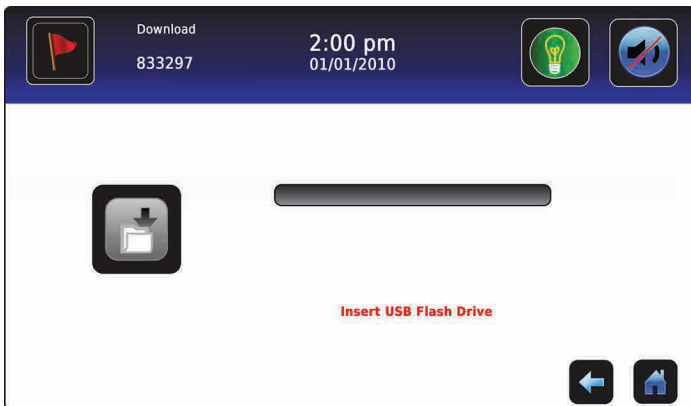 Download
833297
2:00 pm
01/01/2010
Insert USB Flash Drive